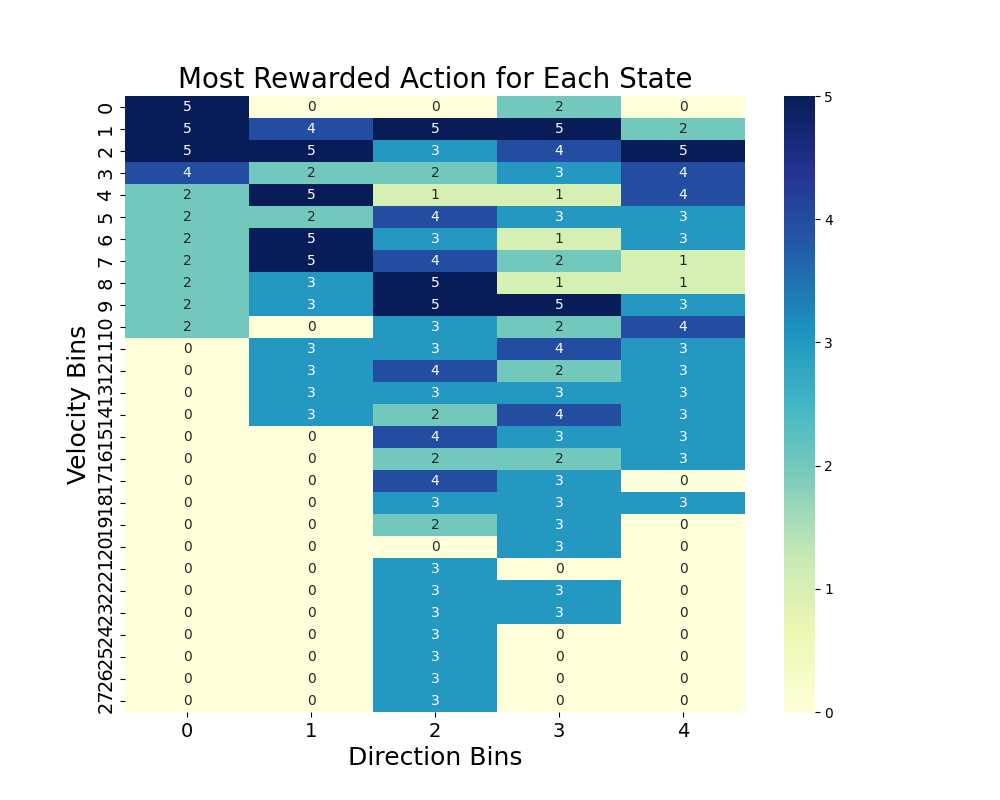 Most Rewarded Action for Each State
0 5 0 0 2 0
1 5 4 5 5 2
2 5 5 3 4 5
3 4 2 2 3 4
4 2 5 1 1 4
5 2 2 4 3 3
6 2 5 3 1 3
7 2 5 4 2 1
8 2 3 5 1 1
9 2 3 5 5 3
10 2 0 3 2 4
11 0 3 3 4 3
12 0 3 4 2 3
13 0 3 3 3 3
14 0 3 2 4 3
15 0 0 4 3 3
16 0 0 2 2 3
17 0 0 4 3 0
18 0 0 3 3 3
19 0 0 2 3 0
20 0 0 0 3 0
21 0 0 3 0 0
22 0 0 3 3 0
23 0 0 3 3 0
24 0 0 3 0 0
25 0 0 3 0 0
26 0 0 3 0 0
27 0 0 3 0 0
0 1 2 3 4
Direction Bins
Velocity Bins
5
4
3
2
1
0